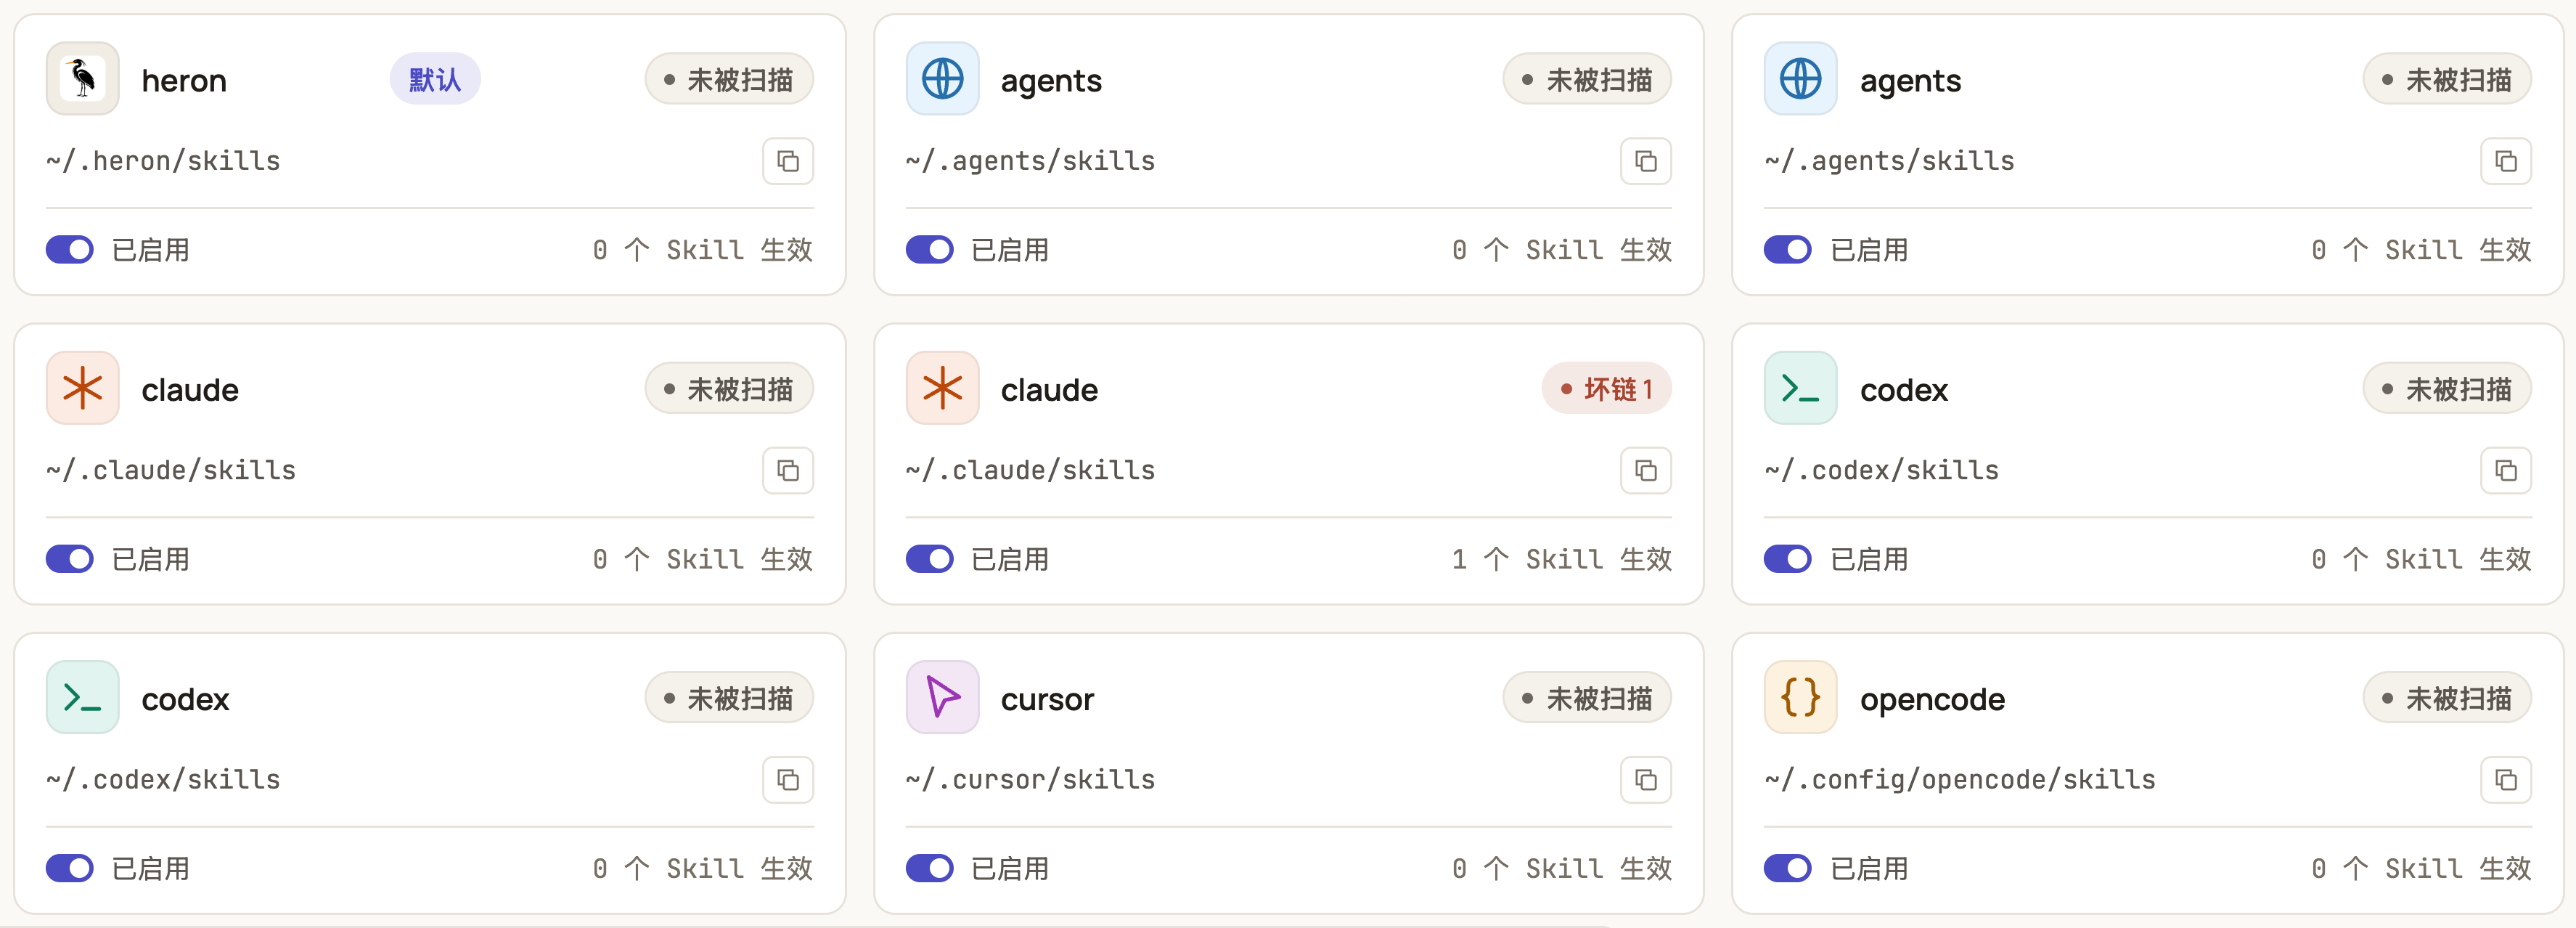 heron 默认 未被扫描
~/.heron/skills
已启用 0 个 Skill 生效
agents 未被扫描
~/.agents/skills
已启用 0 个 Skill 生效
agents 未被扫描
~/.agents/skills
已启用 0 个 Skill 生效
claude 未被扫描
~/.claude/skills
已启用 0 个 Skill 生效
claude 坏链 1
~/.claude/skills
已启用 1 个 Skill 生效
codex 未被扫描
~/.codex/skills
已启用 0 个 Skill 生效
codex 未被扫描
~/.codex/skills
已启用 0 个 Skill 生效
cursor 未被扫描
~/.cursor/skills
已启用 0 个 Skill 生效
opencode 未被扫描
~/.config/opencode/skills
已启用 0 个 Skill 生效